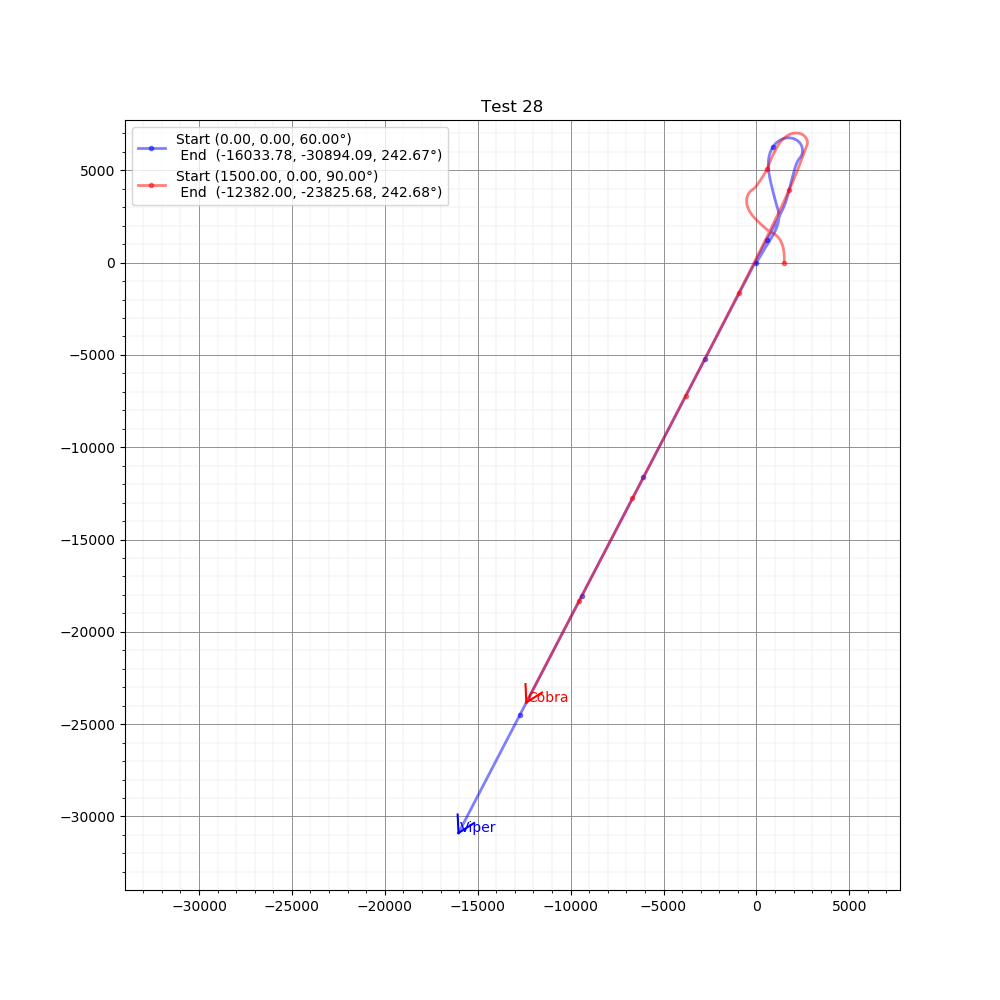 Test 28
Start (0.00, 0.00, 60.00°)
End (-16033.78, -30894.09, 242.67°)
Start (1500.00, 0.00, 90.00°)
End (-12382.00, -23825.68, 242.68°)
5000
0
−5000
−10000
−15000
−20000
−25000
−30000
Cobra
Viper
−30000 −25000 −20000 −15000 −10000 −5000 0 5000